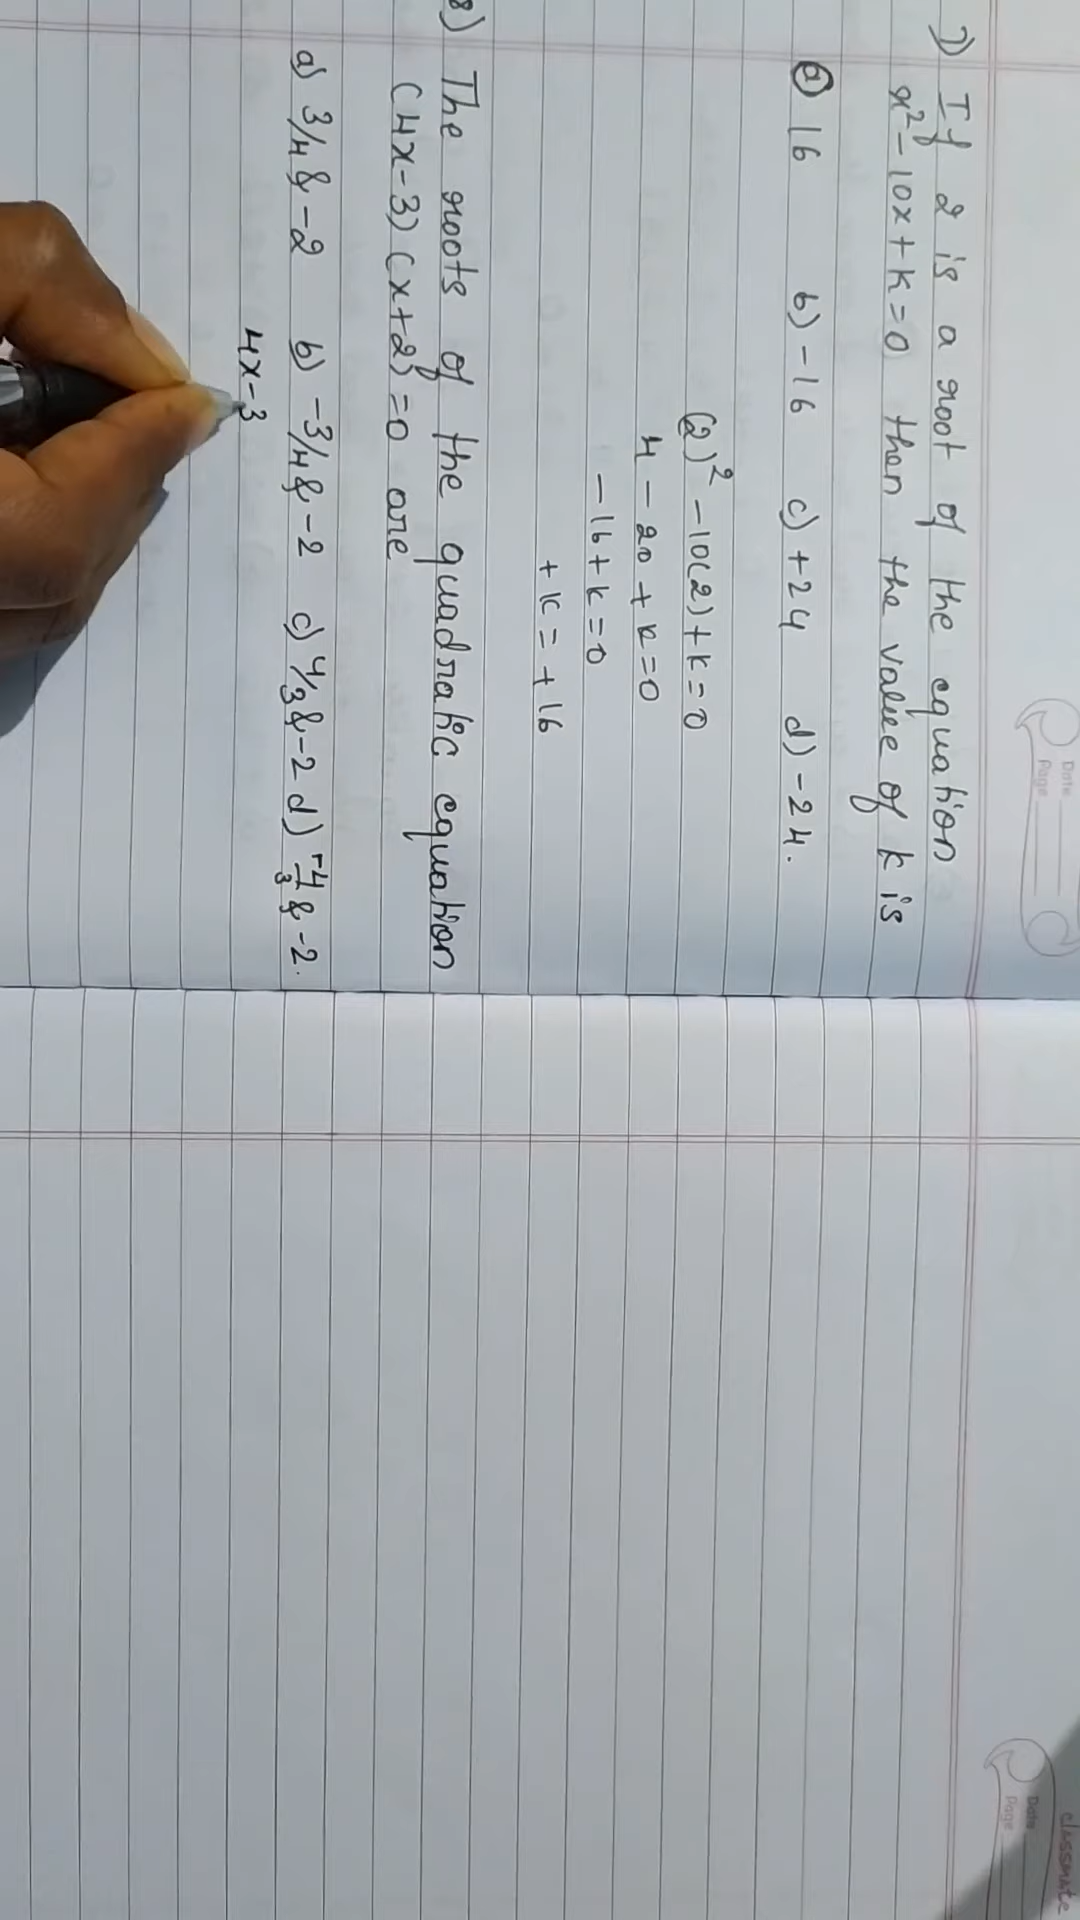 Date
Page
7) If 2 is a root of the equation
x²-10x+k=0 then the value of k is
a) 16 b) -16 c) +24 d) -24.
(2)² -10(2)+k=0
4 - 20 + k=0
-16+k=0
+k = +16
8) The roots of the quadratic equation
(4x-3) (x+2)=0 are
a) 3/4 & -2 b) -3/4 & -2 c) 4/3 & -2 d) -4/3 & -2.
4x-3
classmate
Date
Page